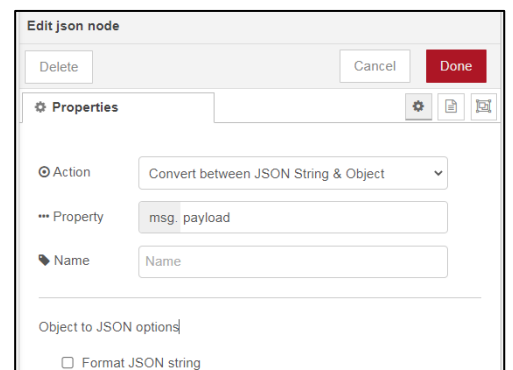 Edit json node
Delete Cancel Done
Properties
Action Convert between JSON String & Object
Property msg. payload
Name Name
Object to JSON options
Format JSON string